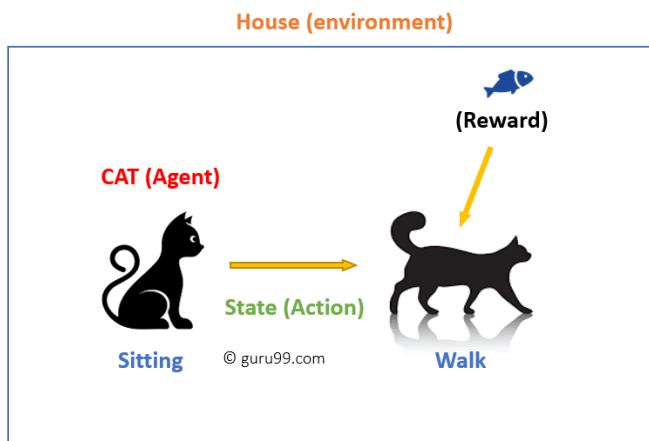 House (environment)
(Reward)
CAT (Agent)
State (Action)
Sitting
© guru99.com
Walk